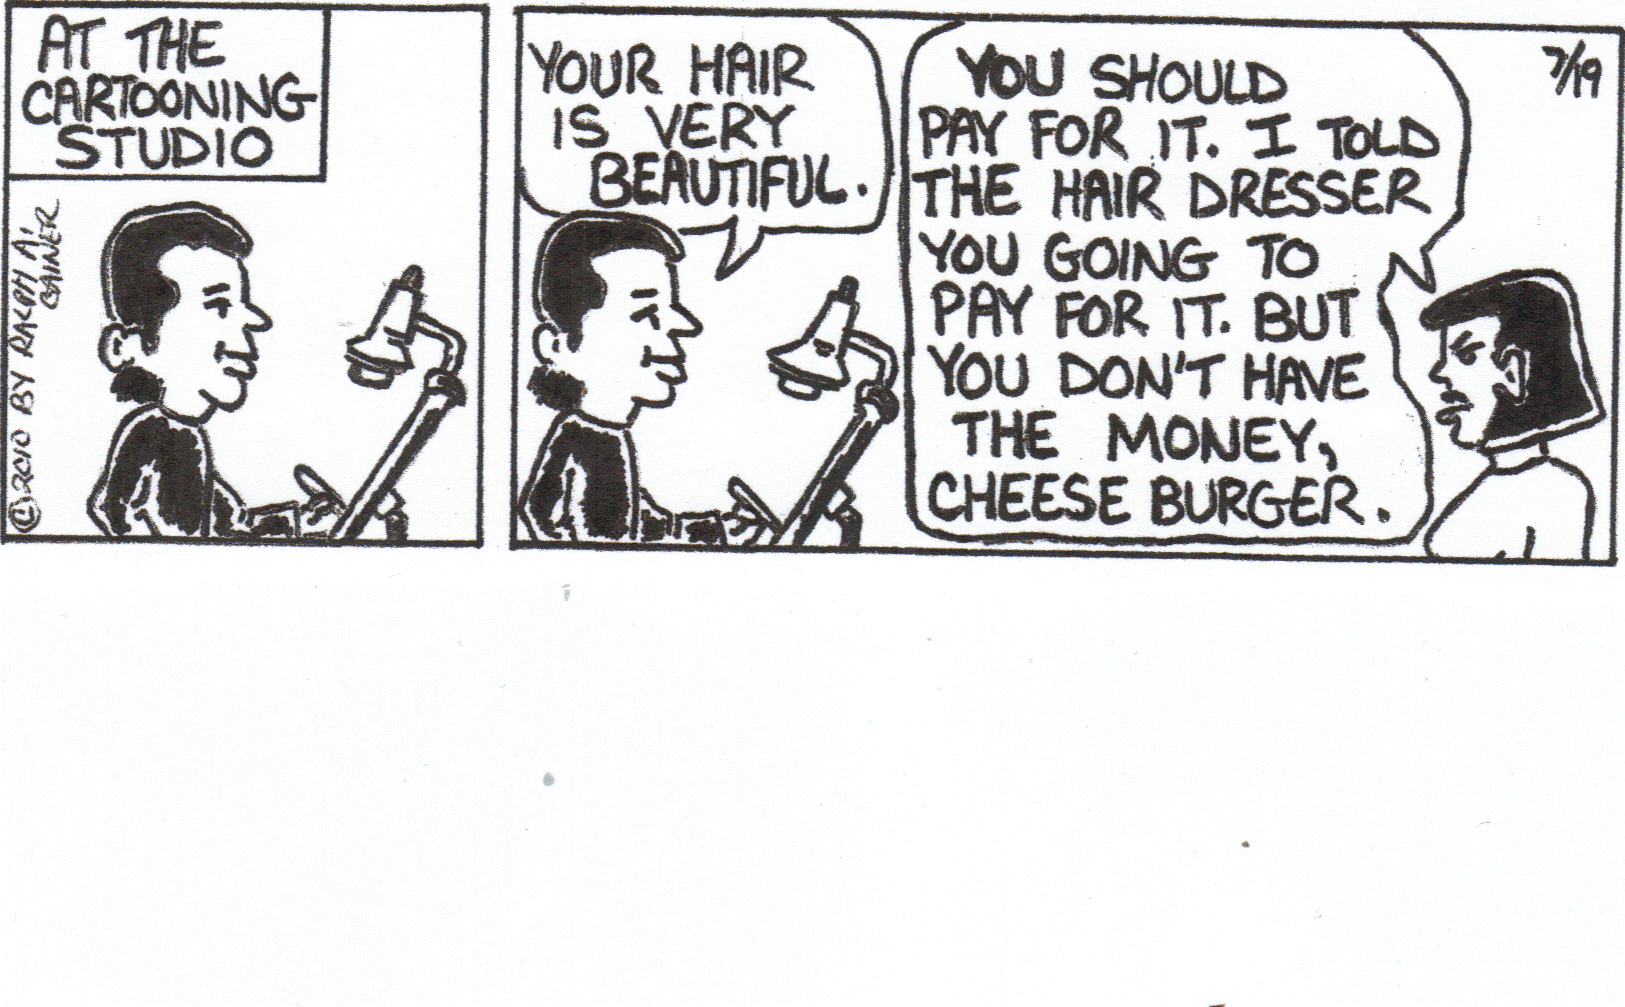 AT THE
CARTOONING
STUDIO
©2010 BY RALPH A.
GAINER
YOUR HAIR
IS VERY
BEAUTIFUL.
YOU SHOULD
PAY FOR IT. I TOLD
THE HAIR DRESSER
YOU GOING TO
PAY FOR IT. BUT
YOU DON'T HAVE
THE MONEY,
CHEESE BURGER.
7/19